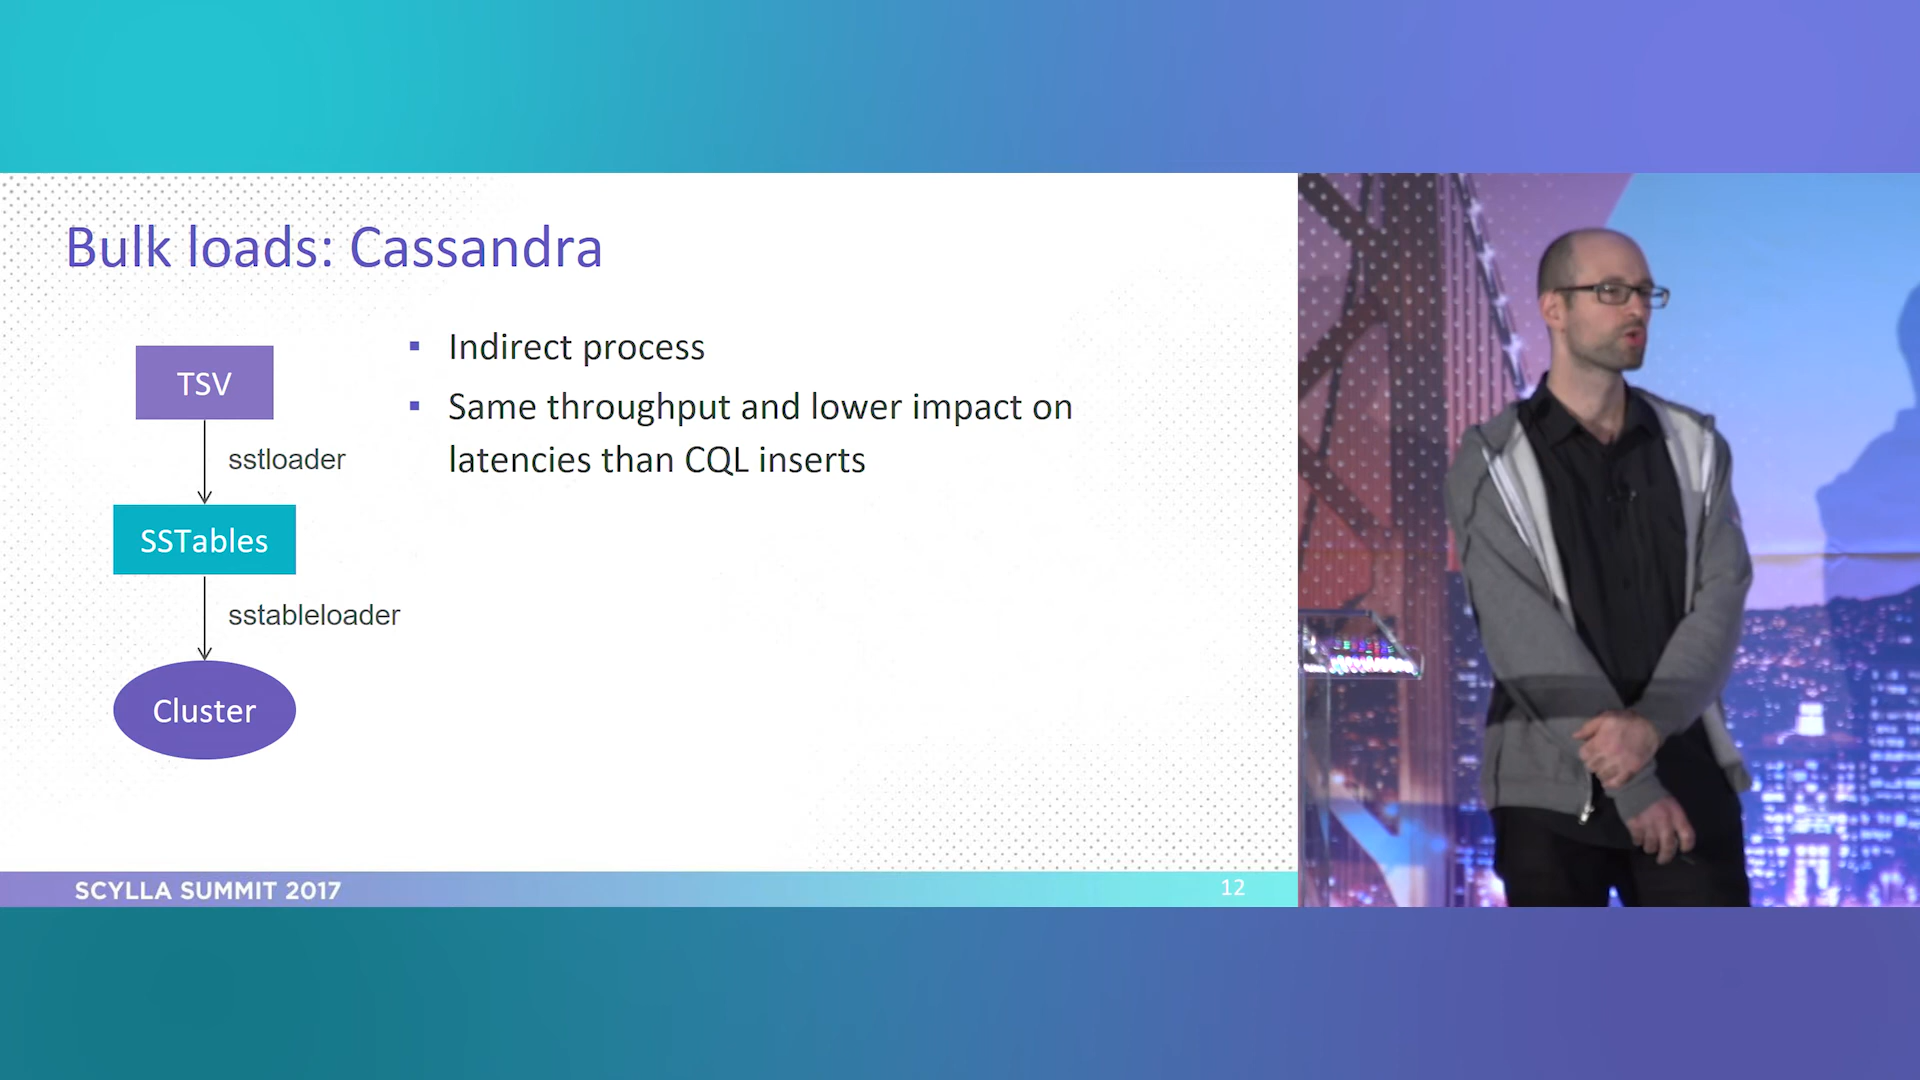 Bulk loads: Cassandra
TSV
sstloader
SSTables
sstableloader
Cluster
▪ Indirect process
▪ Same throughput and lower impact on
latencies than CQL inserts
SCYLLA SUMMIT 2017
12